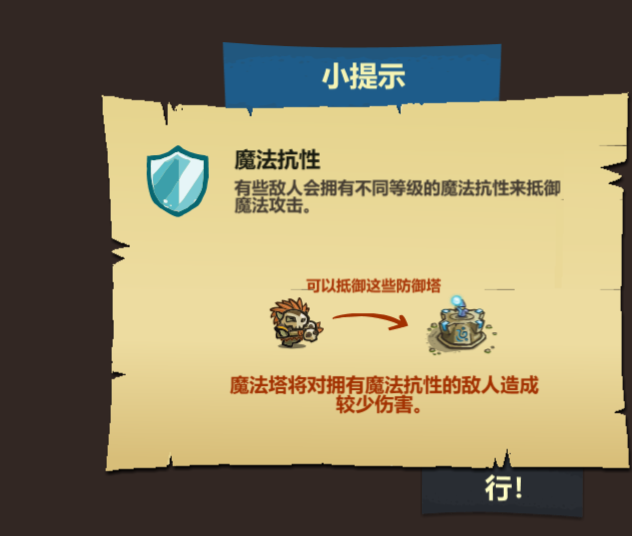 小提示
魔法抗性
有些敌人会拥有不同等级的魔法抗性来抵御
魔法攻击。
可以抵御这些防御塔
魔法塔将对拥有魔法抗性的敌人造成
较少伤害。
行!